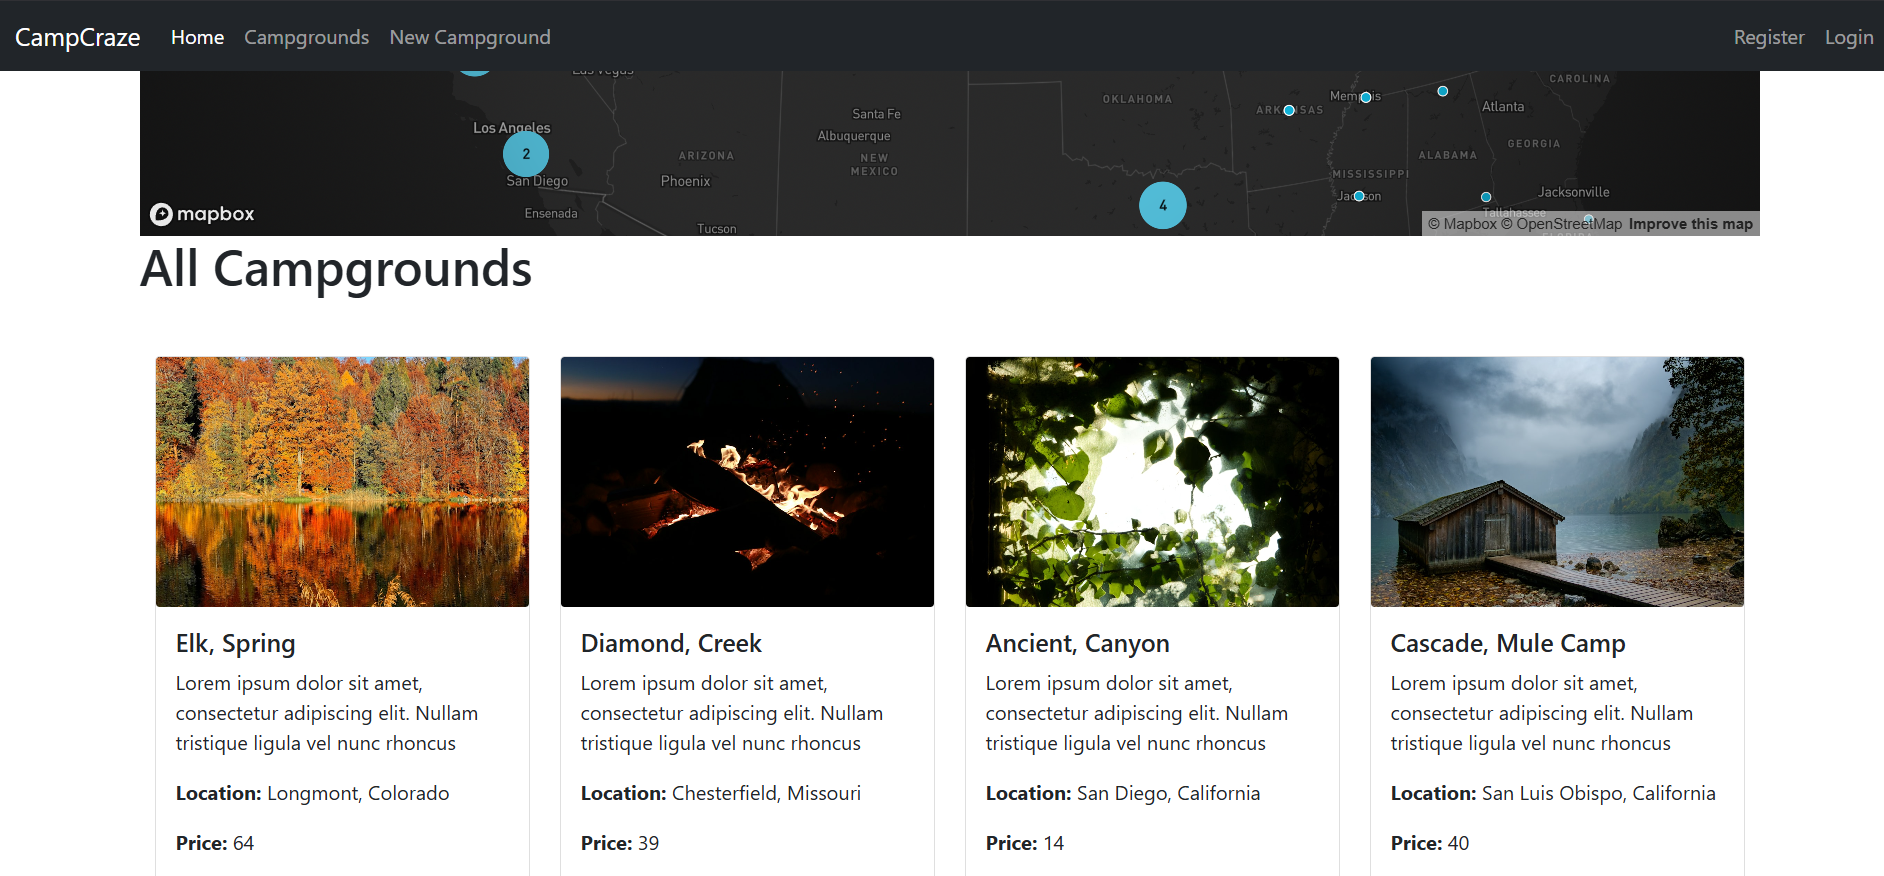 CampCraze Home Campgrounds New Campground Register Login
Las Vegas
CAROLINA
OKLAHOMA
Memphis
ARKANSAS
Atlanta
Santa Fe
Los Angeles
Albuquerque
GEORGIA
2
ARIZONA
NEW
MEXICO
ALABAMA
San Diego
Phoenix
MISSISSIPPI
Jackson
Jacksonville
4
mapbox
Ensenada
Tallahassee
Tucson
© Mapbox © OpenStreetMap Improve this map
FLORIDA
All Campgrounds
Elk, Spring
Lorem ipsum dolor sit amet,
consectetur adipiscing elit. Nullam
tristique ligula vel nunc rhoncus
Location: Longmont, Colorado
Price: 64
Diamond, Creek
Lorem ipsum dolor sit amet,
consectetur adipiscing elit. Nullam
tristique ligula vel nunc rhoncus
Location: Chesterfield, Missouri
Price: 39
Ancient, Canyon
Lorem ipsum dolor sit amet,
consectetur adipiscing elit. Nullam
tristique ligula vel nunc rhoncus
Location: San Diego, California
Price: 14
Cascade, Mule Camp
Lorem ipsum dolor sit amet,
consectetur adipiscing elit. Nullam
tristique ligula vel nunc rhoncus
Location: San Luis Obispo, California
Price: 40